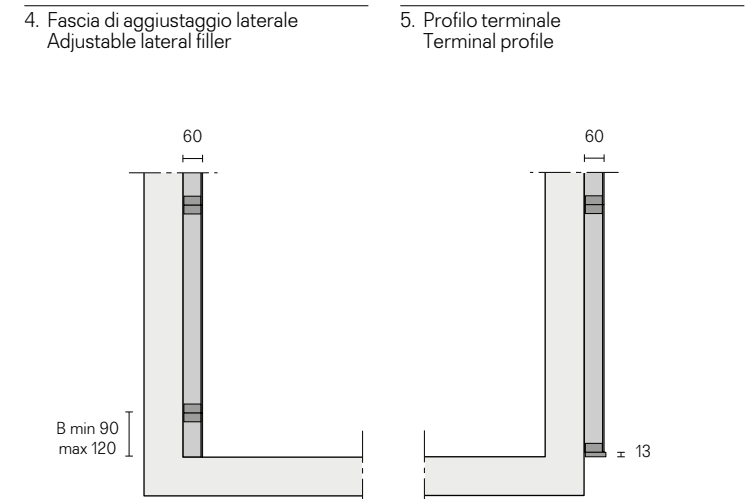 4. Fascia di aggiustaggio laterale
Adjustable lateral filler
5. Profilo terminale
Terminal profile
60
60
B min 90
max 120
13